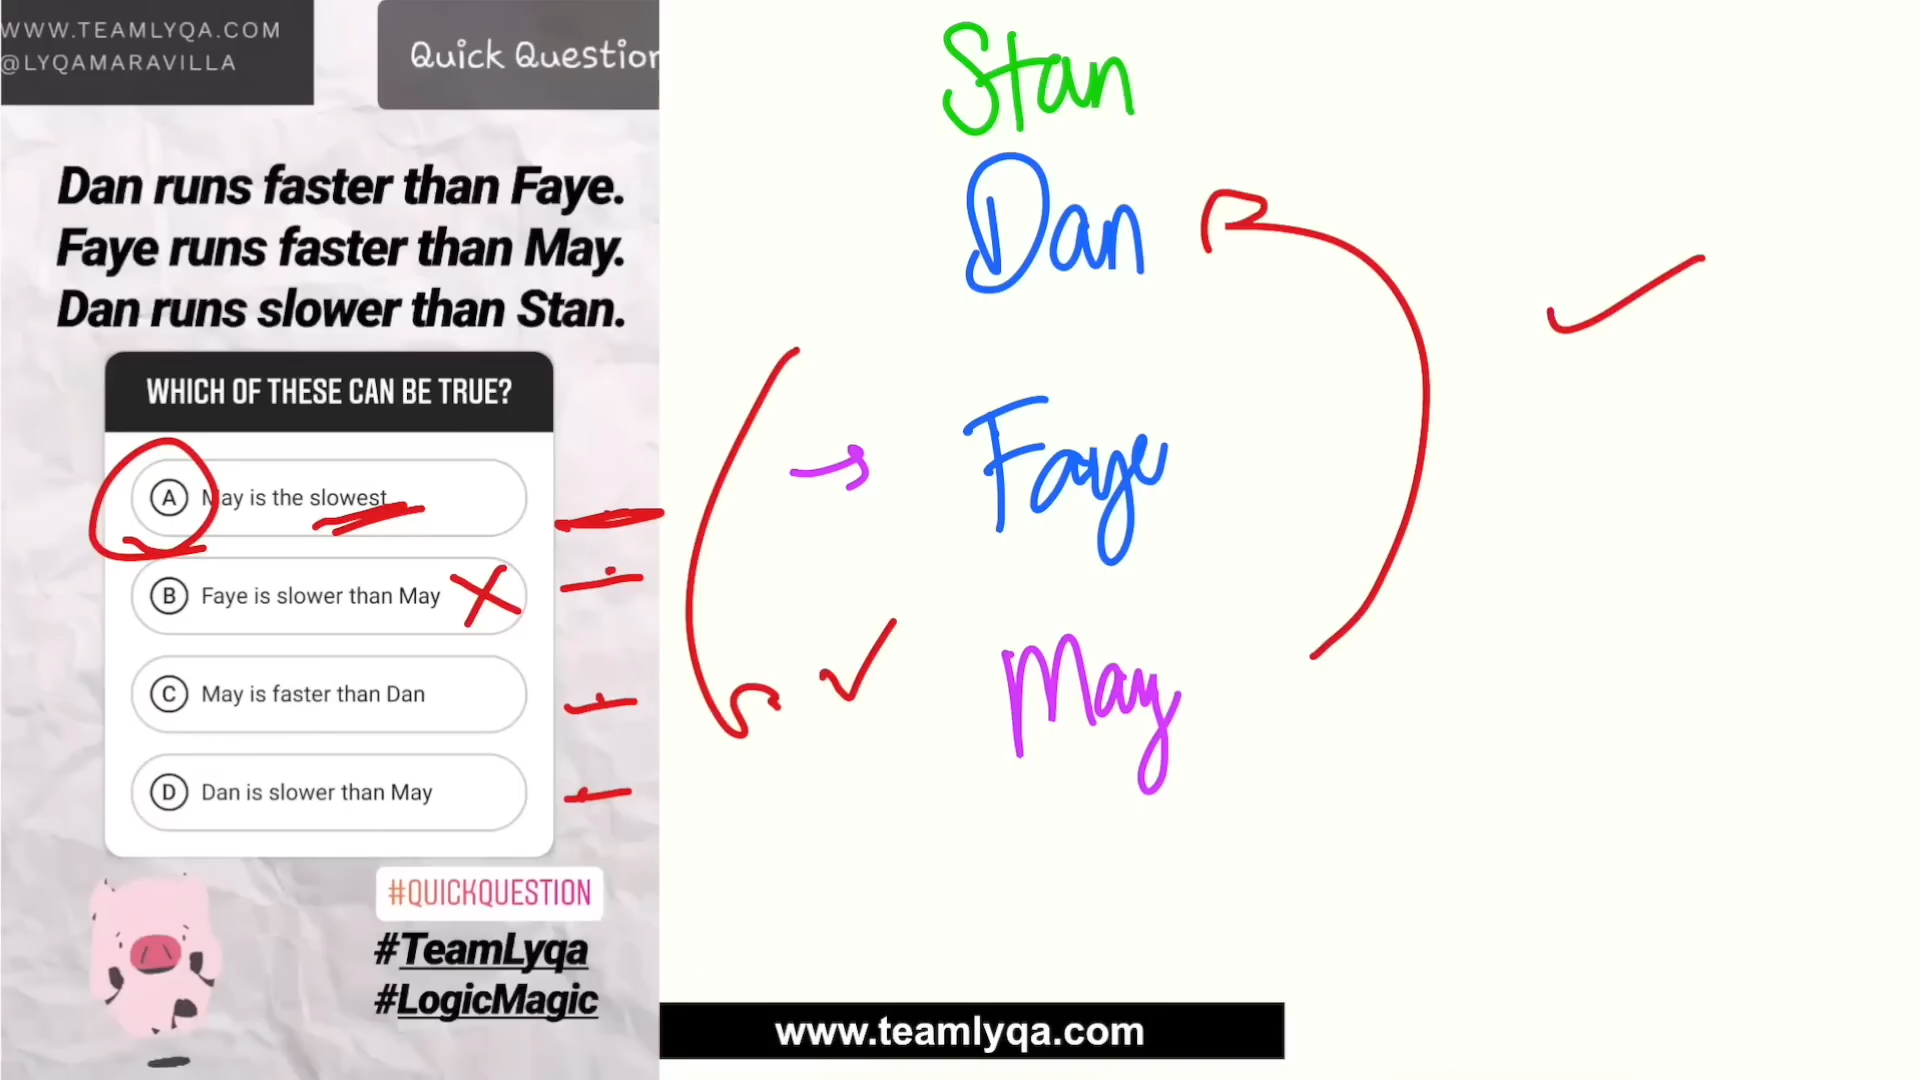 WWW.TEAMLYQA.COM
@LYQAMARAVILLA
Quick Question
Dan runs faster than Faye.
Faye runs faster than May.
Dan runs slower than Stan.
WHICH OF THESE CAN BE TRUE?
A May is the slowest
B Faye is slower than May
C May is faster than Dan
D Dan is slower than May
#QUICKQUESTION
#TeamLyqa
#LogicMagic
Stan
Dan
Faye
May
www.teamlyqa.com